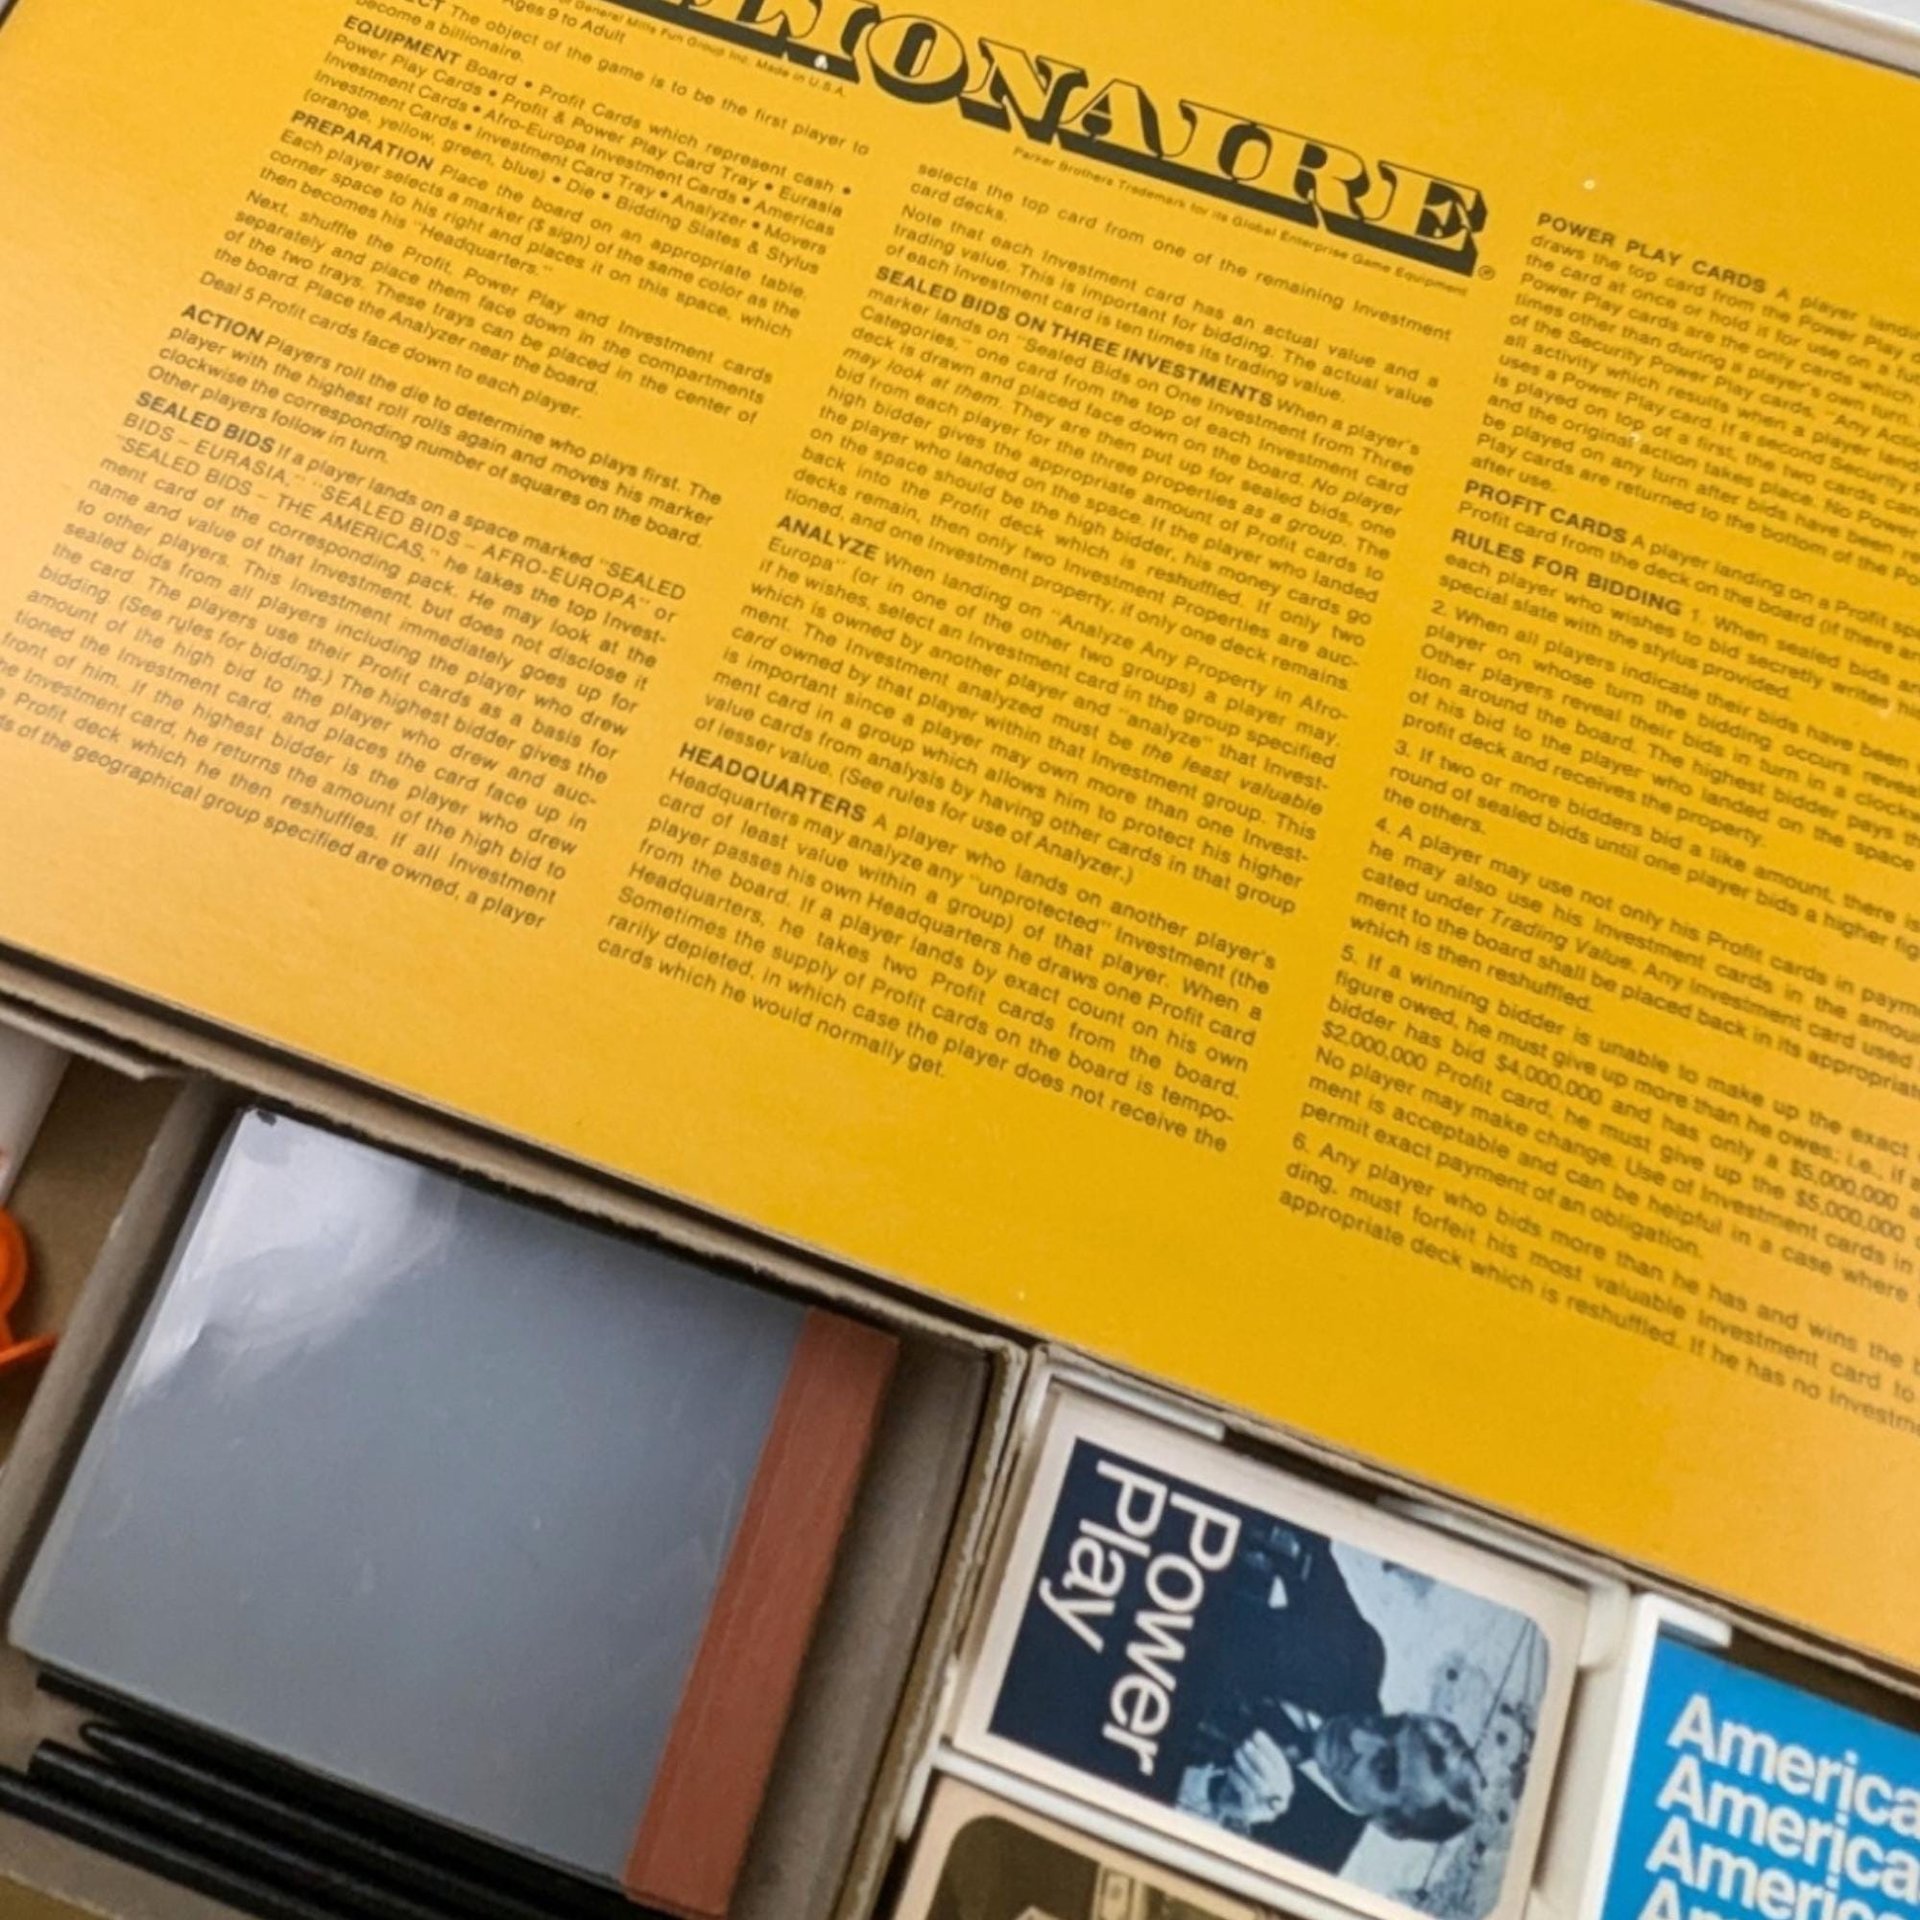 LLIONAIRE
Parker Brothers Trademark for its Global Enterprise Game Equipment
General Mills Fun Group Inc. Made in U.S.A.
Ages 9 to Adult
The object of the game is to be the first player to
become a billionaire.
EQUIPMENT Board • Profit Cards which represent cash •
Power Play Cards • Profit & Power Play Card Tray • Eurasia
Investment Cards • Afro-Europa Investment Cards • Americas
Investment Cards • Investment Card Tray • Analyzer • Movers
(orange, yellow, green, blue) • Die • Bidding Slates & Stylus
PREPARATION Place the board on an appropriate table.
Each player selects a marker ($ sign) of the same color as the
corner space to his right and places it on this space, which
then becomes his "Headquarters."
Next, shuffle the Profit, Power Play and Investment cards
separately and place them face down in the compartments
of the two trays. These trays can be placed in the center of
the board. Place the Analyzer near the board.
Deal 5 Profit cards face down to each player.
ACTION Players roll the die to determine who plays first. The
player with the highest roll rolls again and moves his marker
clockwise the corresponding number of squares on the board.
Other players follow in turn.
SEALED BIDS If a player lands on a space marked "SEALED
BIDS – EURASIA," "SEALED BIDS – AFRO-EUROPA" or
"SEALED BIDS – THE AMERICAS," he takes the top Invest-
ment card of the corresponding pack. He may look at the
name and value of that Investment, but does not disclose it
to other players. This Investment immediately goes up for
sealed bids from all players including the player who drew
the card. The players use their Profit cards as a basis for
bidding (See rules for bidding.) The highest bidder gives the
amount of the high bid to the player who drew and auc-
tioned the Investment card, and places the card face up in
front of him. If the highest bidder is the player who drew
the Investment card, he returns the amount of the high bid to
Profit deck which he then reshuffles. If all Investment
of the geographical group specified are owned, a player
selects the top card from one of the remaining Investment
card decks.
Note that each Investment card has an actual value and a
trading value. This is important for bidding. The actual value
of each Investment card is ten times its trading value.
SEALED BIDS ON THREE INVESTMENTS When a player's
marker lands on "Sealed Bids on One Investment from Three
Categories," one card from the top of each Investment card
deck is drawn and placed face down on the board. No player
may look at them. They are then put up for sealed bids, one
bid from each player for the three properties as a group. The
high bidder gives the appropriate amount of Profit cards to
the player who landed on the space. If the player who landed
on the space should be the high bidder, his money cards go
back into the Profit deck which is reshuffled. If only two
decks remain, then only two Investment Properties are auc-
tioned, and one Investment property, if only one deck remains.
ANALYZE When landing on "Analyze Any Property in Afro-
Europa" (or in one of the other two groups) a player may,
if he wishes, select an Investment card in the group specified
which is owned by another player and "analyze" that Invest-
ment. The Investment analyzed must be the least valuable
card owned by that player within that Investment group. This
is important since a player may own more than one Invest-
ment card in a group which allows him to protect his higher
value cards from analysis by having other cards in that group
of lesser value. (See rules for use of Analyzer.)
HEADQUARTERS A player who lands on another player's
Headquarters may analyze any "unprotected" Investment (the
card of least value within a group) of that player. When a
player passes his own Headquarters he draws one Profit card
from the board. If a player lands by exact count on his own
Headquarters, he takes two Profit cards from the board.
Sometimes the supply of Profit cards on the board is tempo-
rarily depleted, in which case the player does not receive the
cards which he would normally get.
POWER PLAY CARDS A player
draws the top card from the Power Play
the card at once or hold it for use on a
Power Play cards are the only cards which
times other than during a player's own turn.
of the Security Power Play cards, "Any
all activity which results when a player
uses a Power Play card. If a second Security
is played on top of a first, the two cards
and the original action takes place. No Power
be played on any turn after bids have been
Play cards are returned to the bottom of the
after use.
PROFIT CARDS A player landing on a Profit
Profit card from the deck on the board (if there
RULES FOR BIDDING 1. When sealed bids
each player who wishes to bid secretly writes
special slate with the stylus provided.
2. When all players indicate their bids have been
player on whose turn the bidding occurs
Other players reveal their bids in turn in a
tion around the board. The highest bidder pays
of his bid to the player who landed on the space
profit deck and receives the property.
3. If two or more bidders bid a like amount, there is
round of sealed bids until one player bids a higher
the others.
4. A player may use not only his Profit cards in
he may also use his Investment cards in the
cated under Trading Value. Any Investment card used
ment to the board shall be placed back in its
which is then reshuffled.
5. If a winning bidder is unable to make up the exact
figure owed, he must give up more than he owes; i.e., if
bidder has bid $4,000,000 and has only a $5,000,000
$2,000,000 Profit card, he must give up the $5,000,000
No player may make change. Use of Investment cards in
ment is acceptable and can be helpful in a case where
permit exact payment of an obligation.
6. Any player who bids more than he has and wins the
ding, must forfeit his most valuable Investment card to
appropriate deck which is reshuffled. If he has no
Power
Play
America
America
America